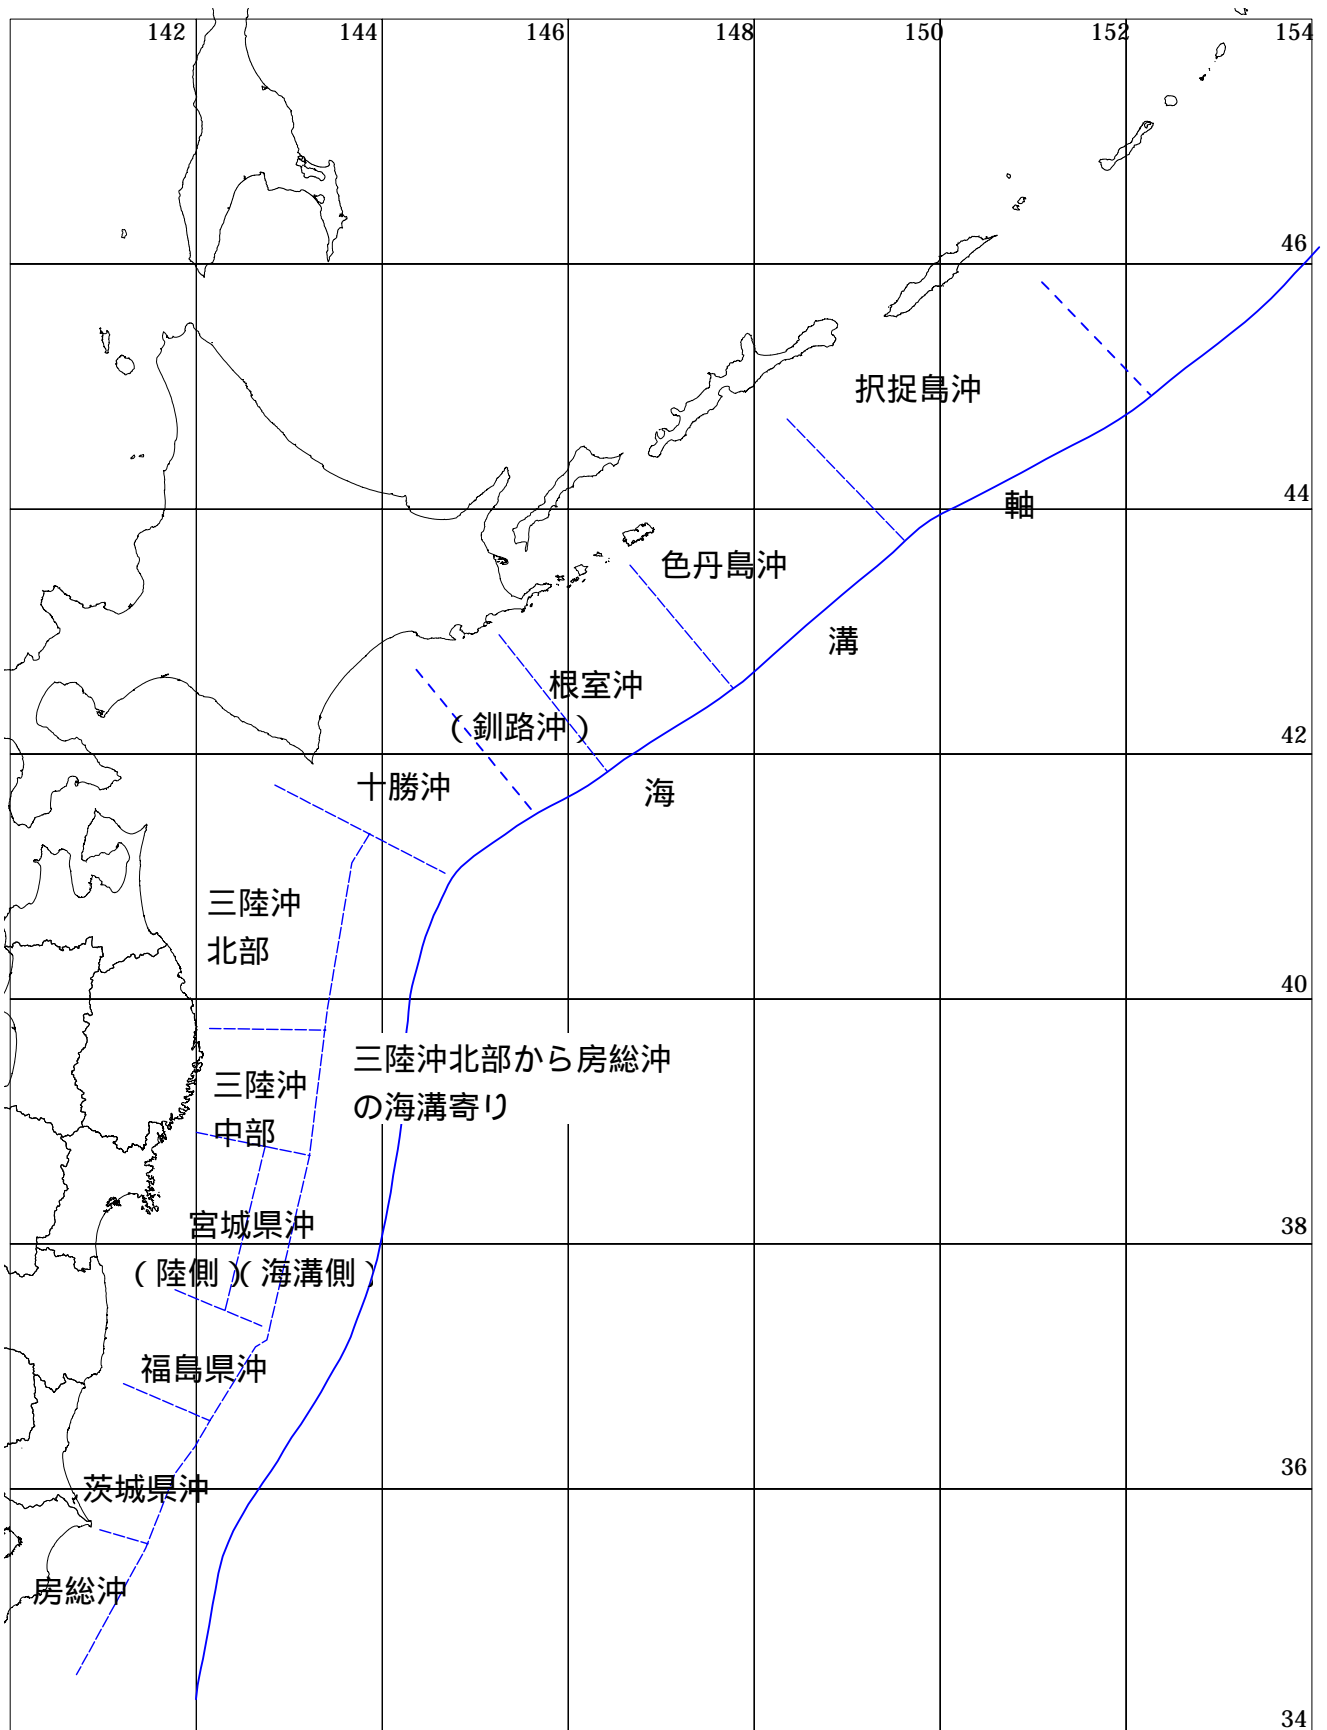 142 144 146 148 150 152 154
46
択捉島沖
44
軸
色丹島沖
溝
根室沖
（釧路沖）
42
十勝沖
海
三陸沖
北部
40
三陸沖北部から房総沖
の海溝寄り
三陸沖
中部
38
宮城県沖
（陸側）（海溝側）
福島県沖
36
茨城県沖
房総沖
34